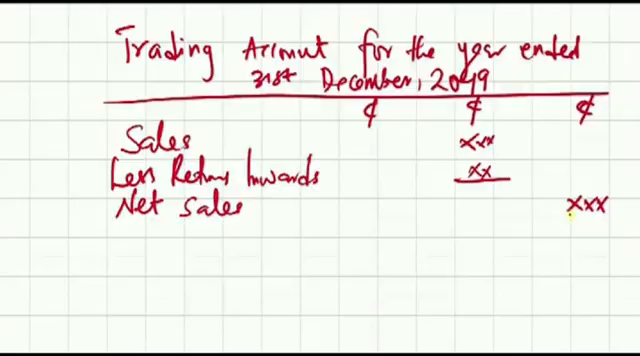 Trading Account for the year ended
31st December, 2019
¢ ¢ ¢
Sales xxx
Less Returns Inwards xx
Net Sales xxx